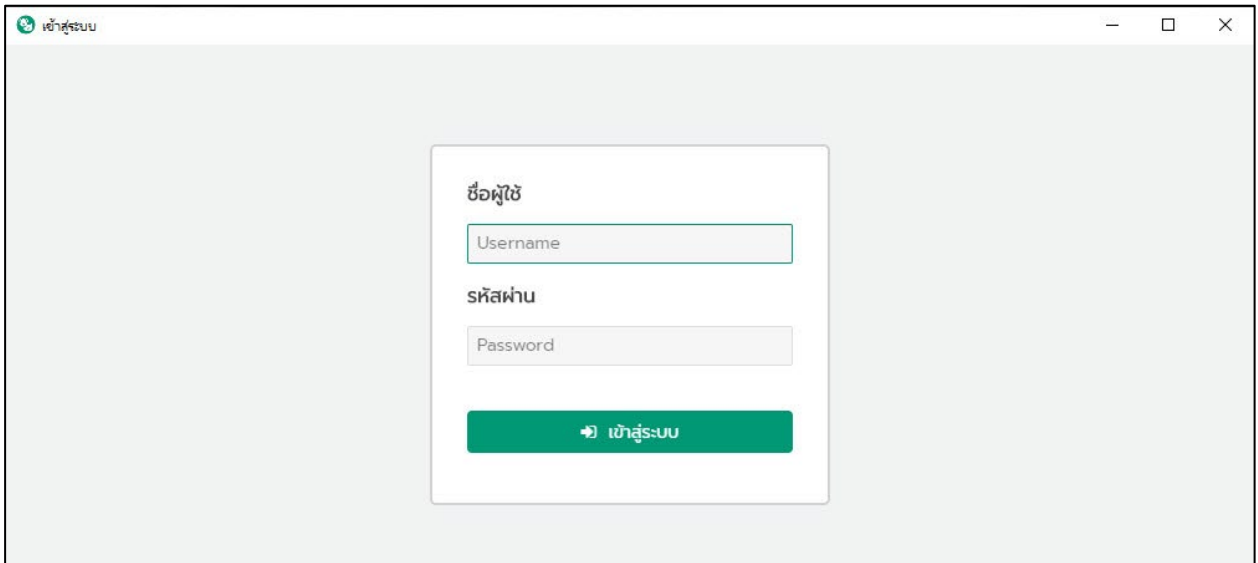 เข้าสู่ระบบ
ชื่อผู้ใช้
Username
รหัสผ่าน
Password
เข้าสู่ระบบ